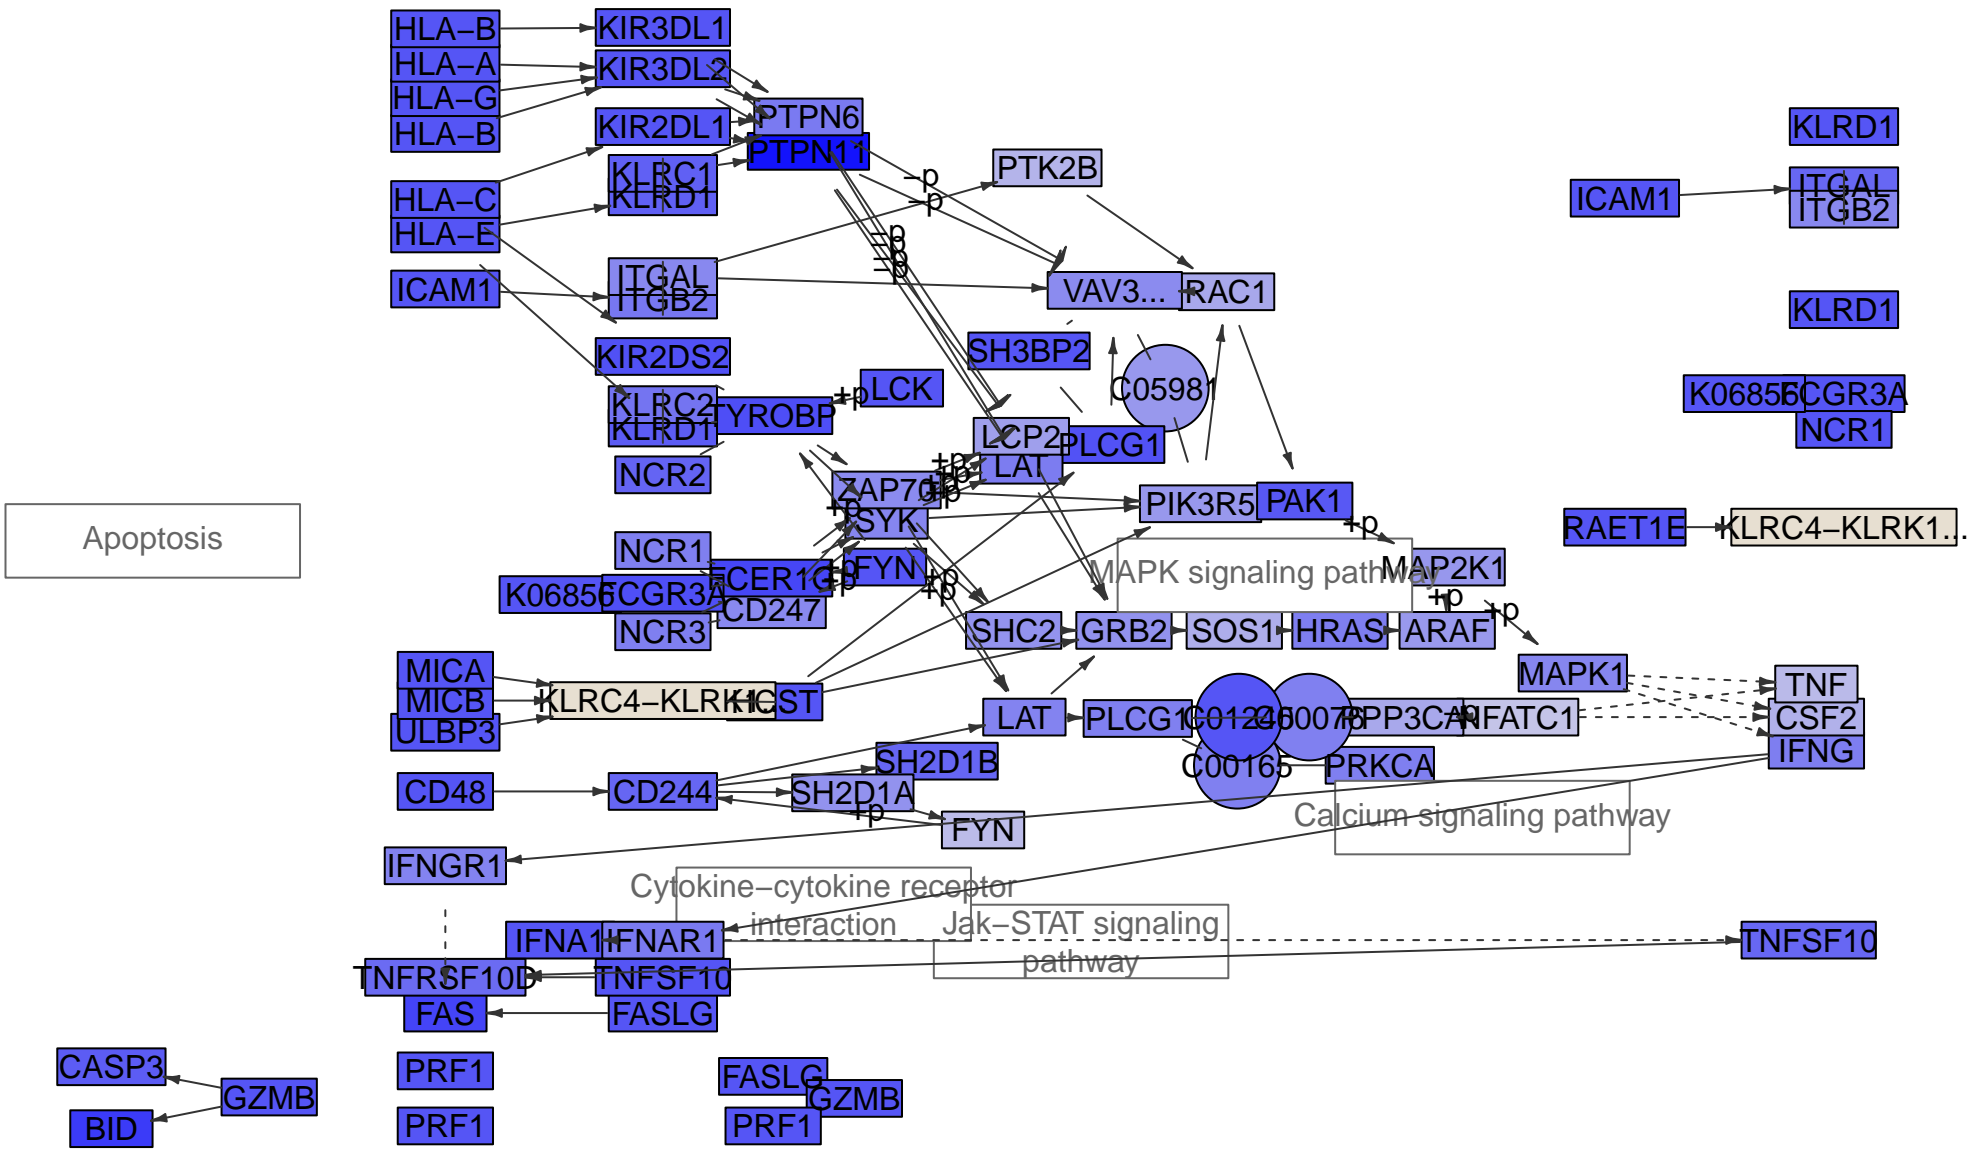 HLA−B
KIR3DL1
HLA−A
KIR3DL2
HLA−G
HLA−B
KIR2DL1
PTPN6
PTPN11
KLRD1
KLRC1
KLRD1
PTK2B
−p
−p
ICAM1
ITGAL
ITGB2
HLA−C
HLA−E
−p
−p
−p
−p
ICAM1
ITGAL
ITGB2
VAV3...
RAC1
KLRD1
KIR2DS2
SH3BP2
C05981
LCK
+p
TYROBP
KLRC2
KLRD1
K06856
FCGR3A
NCR1
LCP2
PLCG1
LAT
NCR2
+p
+p
+p
ZAP70
SYK
+p
PIK3R5
PAK1
+p
Apoptosis
RAET1E
KLRC4−KLRK1...
NCR1
FYN
FCER1G
+p
+p
+p
+p
MAPK signaling pathway
MAP2K1
K06856
FCGR3A
CD247
NCR3
+p
+p
SHC2
GRB2
SOS1
HRAS
ARAF
MICA
MICB
ULBP3
KLRC4−KLRK1...
HCST
MAPK1
TNF
CSF2
IFNG
LAT
PLCG1
C01245
C00076
PPP3CA
−p
NFATC1
C00165
PRKCA
SH2D1B
CD48
CD244
SH2D1A
+p
FYN
Calcium signaling pathway
IFNGR1
Cytokine−cytokine receptor
interaction
Jak−STAT signaling
pathway
IFNA1
IFNAR1
TNFSF10
TNFRSF10D
TNFSF10
FAS
FASLG
CASP3
GZMB
BID
PRF1
PRF1
FASLG
GZMB
PRF1